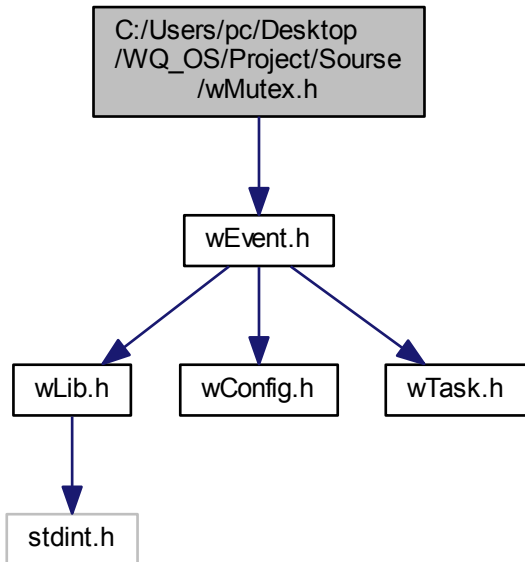 C:/Users/pc/Desktop
/WQ_OS/Project/Sourse
/wMutex.h
wEvent.h
wLib.h
wConfig.h
wTask.h
stdint.h